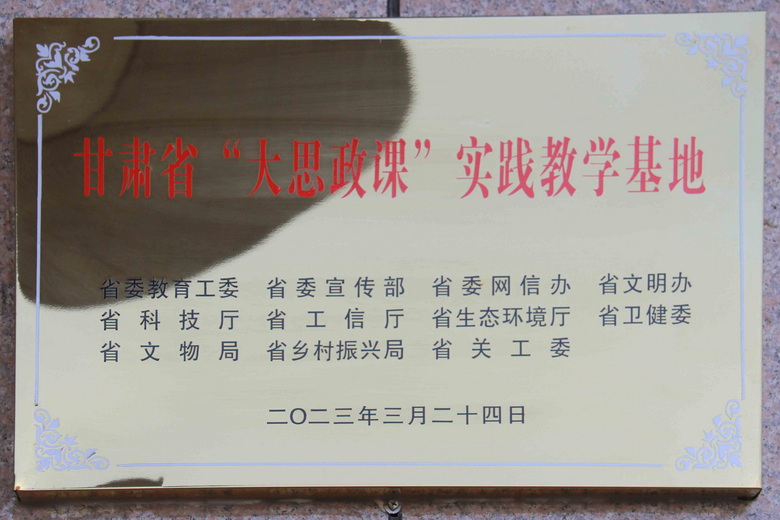 甘肃省“大思政课”实践教学基地
省委教育工委 省委宣传部 省委网信办 省文明办
省科技厅 省工信厅 省生态环境厅 省卫健委
省文物局 省乡村振兴局 省关工委
二〇二三年三月二十四日